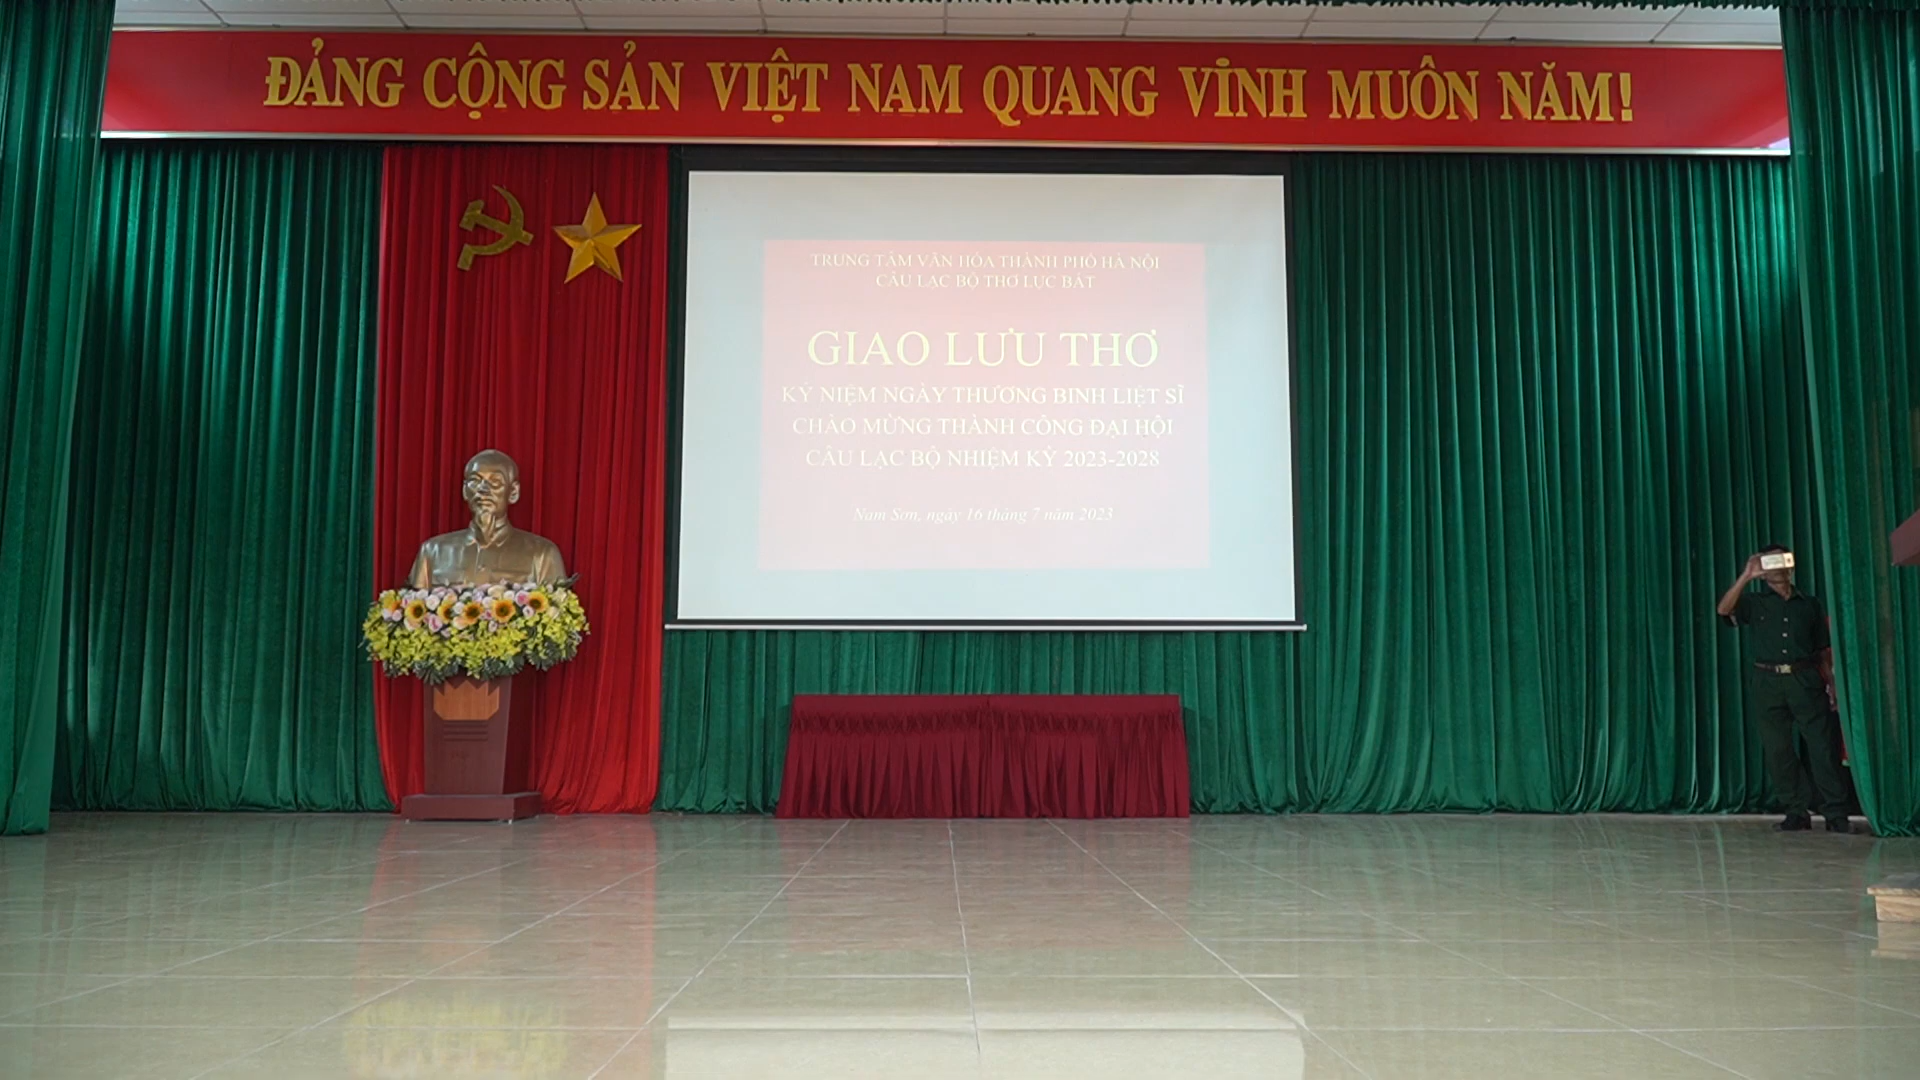 ĐẢNG CỘNG SẢN VIỆT NAM QUANG VINH MUÔN NĂM!
TRUNG TÂM VĂN HÓA THÀNH PHỐ HÀ NỘI
CÂU LẠC BỘ THƠ LỤC BÁT
GIAO LƯU THƠ
KỶ NIỆM NGÀY THƯƠNG BINH LIỆT SĨ
CHÀO MỪNG THÀNH CÔNG ĐẠI HỘI
CÂU LẠC BỘ NHIỆM KỲ 2023-2028
Nam Sơn, ngày 16 tháng 7 năm 2023